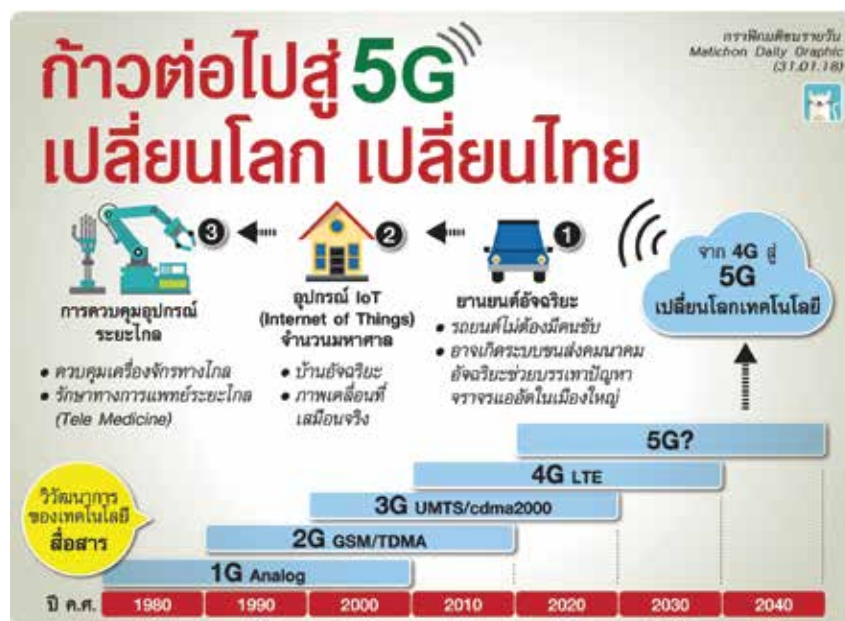 ก้าวต่อไปสู่ 5G
เปลี่ยนโลก เปลี่ยนไทย
กราฟิกมติชนรายวัน
Matichon Daily Graphic
(31.01.18)
จาก 4G สู่
5G
เปลี่ยนโลกเทคโนโลยี
1
ยานยนต์อัจฉริยะ
• รถยนต์ไม่ต้องมีคนขับ
• อาจเกิดระบบขนส่งคมนาคม
อัจฉริยะช่วยบรรเทาปัญหา
จราจรแออัดในเมืองใหญ่
2
อุปกรณ์ IoT
(Internet of Things)
จำนวนมหาศาล
• บ้านอัจฉริยะ
• ภาพเคลื่อนที่
เสมือนจริง
3
การควบคุมอุปกรณ์
ระยะไกล
• ควบคุมเครื่องจักรทางไกล
• รักษาทางการแพทย์ระยะไกล
(Tele Medicine)
วิวัฒนาการ
ของเทคโนโลยี
สื่อสาร
5G?
4G LTE
3G UMTS/cdma2000
2G GSM/TDMA
1G Analog
ปี ค.ศ. 1980 1990 2000 2010 2020 2030 2040